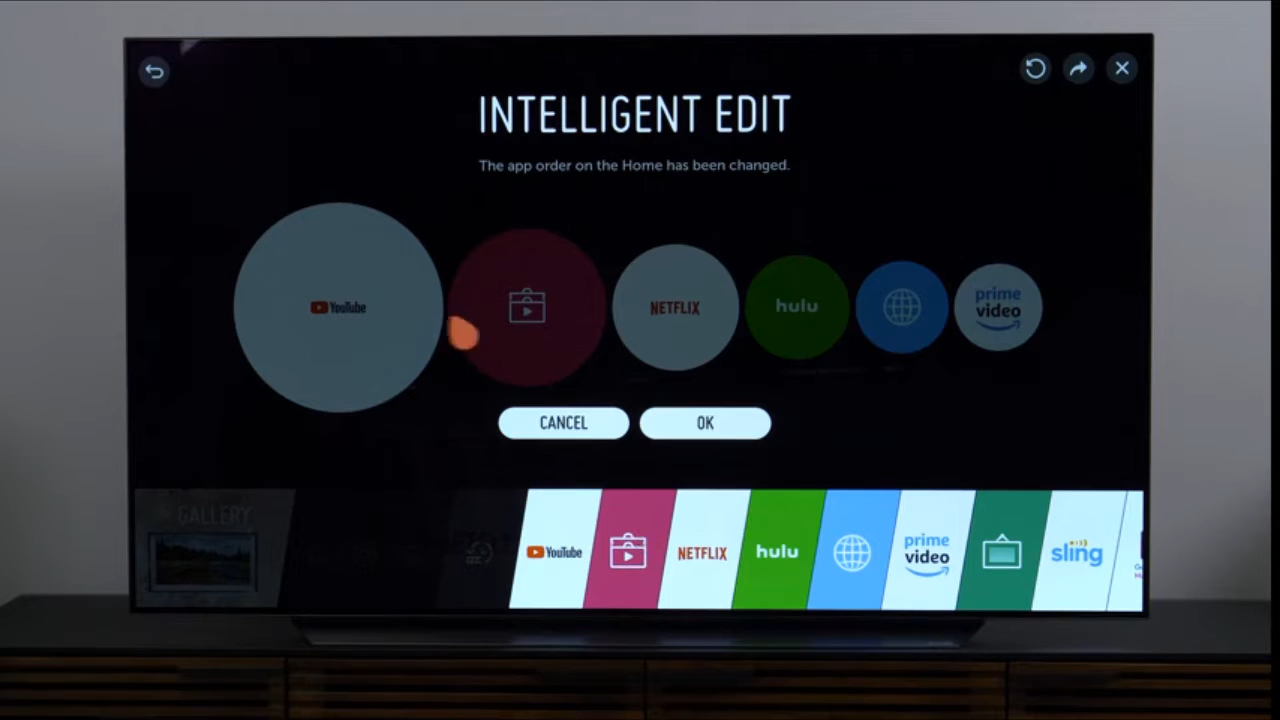 INTELLIGENT EDIT
The app order on the Home has been changed.
YouTube
NETFLIX
hulu
prime video
CANCEL
OK
GALLERY
YouTube
NETFLIX
hulu
prime video
sling